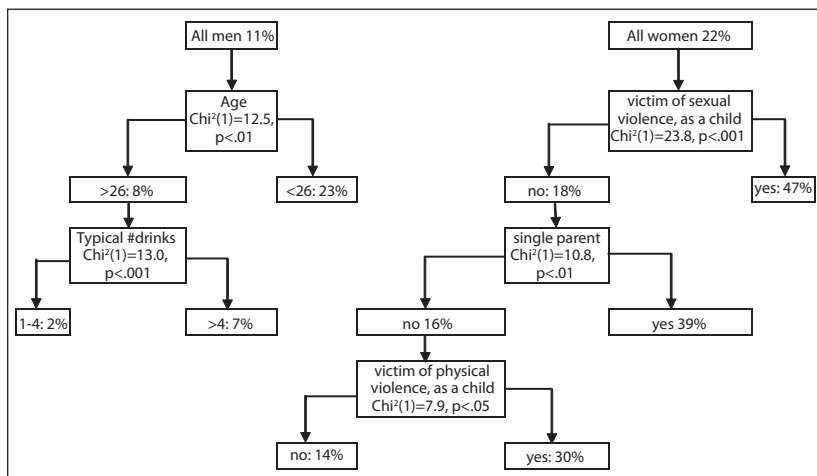 All men 11%
Age
Chi²(1)=12.5,
p<.01
>26: 8%
<26: 23%
Typical #drinks
Chi²(1)=13.0,
p<.001
1-4: 2%
>4: 7%
All women 22%
victim of sexual
violence, as a child
Chi²(1)=23.8, p<.001
no: 18%
yes: 47%
single parent
Chi²(1)=10.8,
p<.01
no 16%
yes 39%
victim of physical
violence, as a child
Chi²(1)=7.9, p<.05
no: 14%
yes: 30%